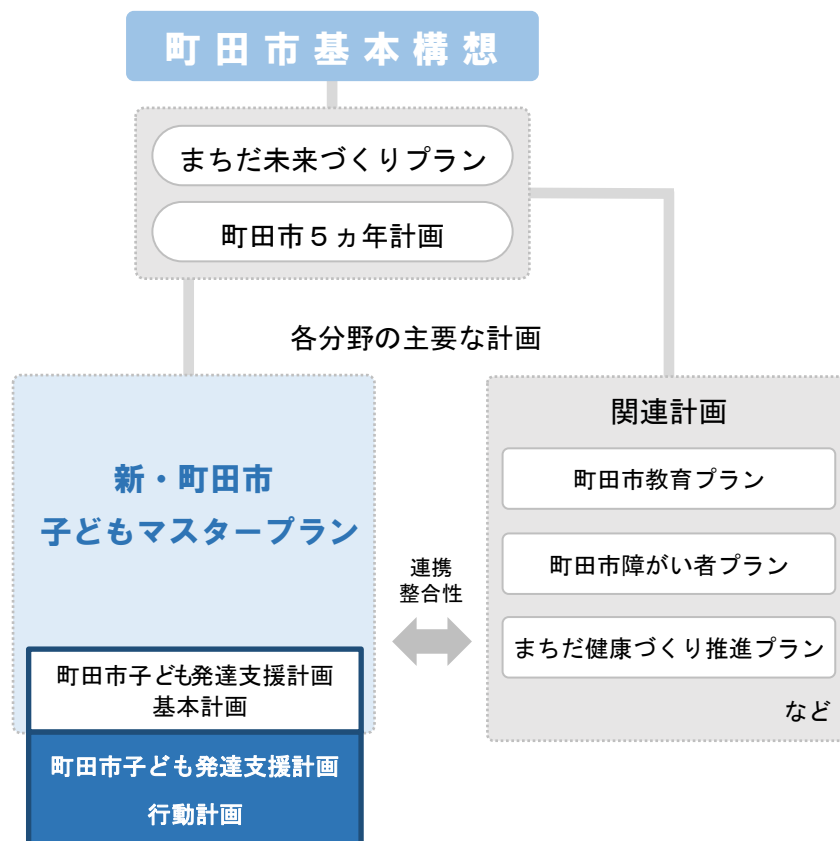 町田市基本構想
まちだ未来づくりプラン
町田市５ヵ年計画
各分野の主要な計画
新・町田市
子どもマスタープラン
町田市子ども発達支援計画
基本計画
町田市子ども発達支援計画
行動計画
連携
整合性
関連計画
町田市教育プラン
町田市障がい者プラン
まちだ健康づくり推進プラン
など